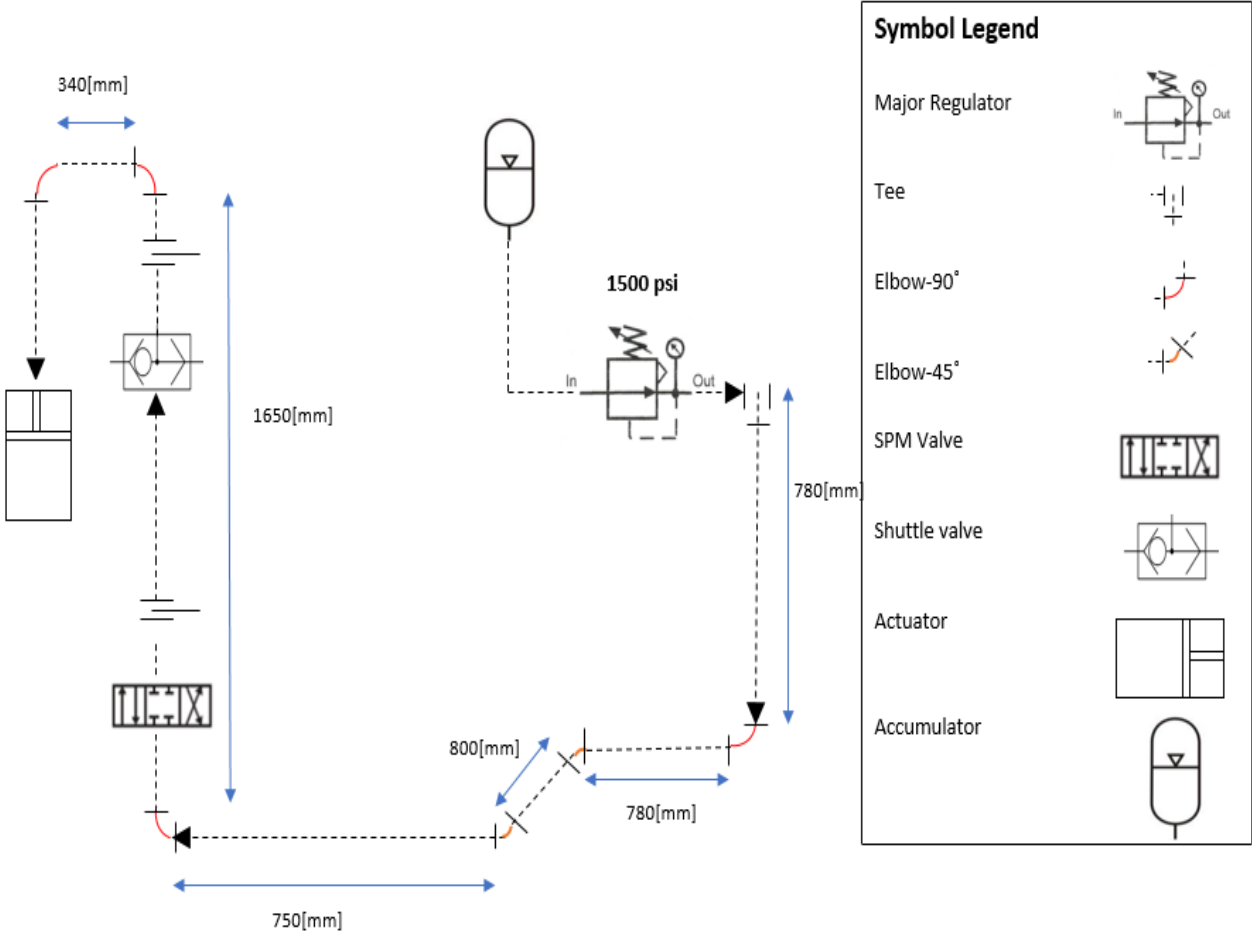 340[mm]
1500 psi
In
Out
1650[mm]
780[mm]
800[mm]
780[mm]
750[mm]
Symbol Legend
Major Regulator
In
Out
Tee
Elbow-90˚
Elbow-45˚
SPM Valve
Shuttle valve
Actuator
Accumulator